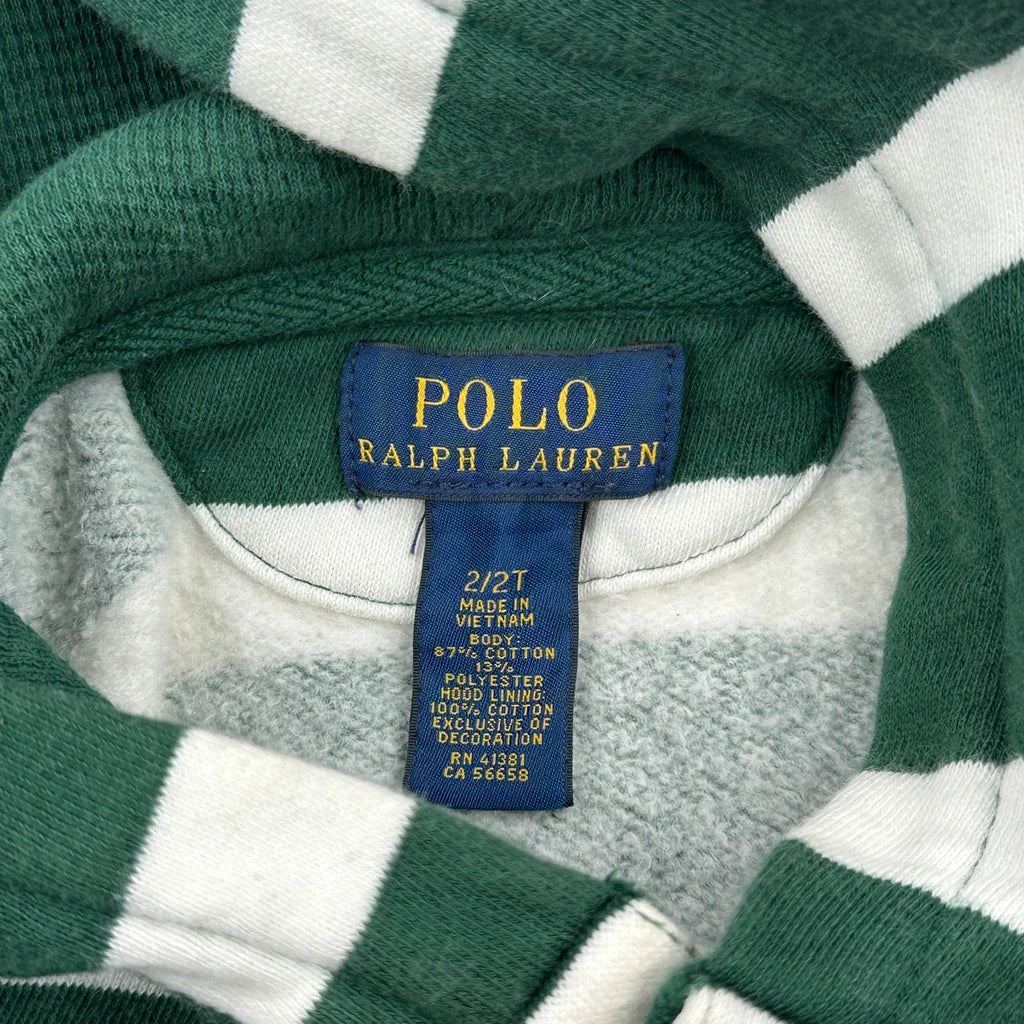 POLO
RALPH LAUREN
2/2T
MADE IN
VIETNAM
BODY:
87% COTTON
13%
POLYESTER
HOOD LINING:
100% COTTON
EXCLUSIVE OF
DECORATION
RN 41381
CA 56658